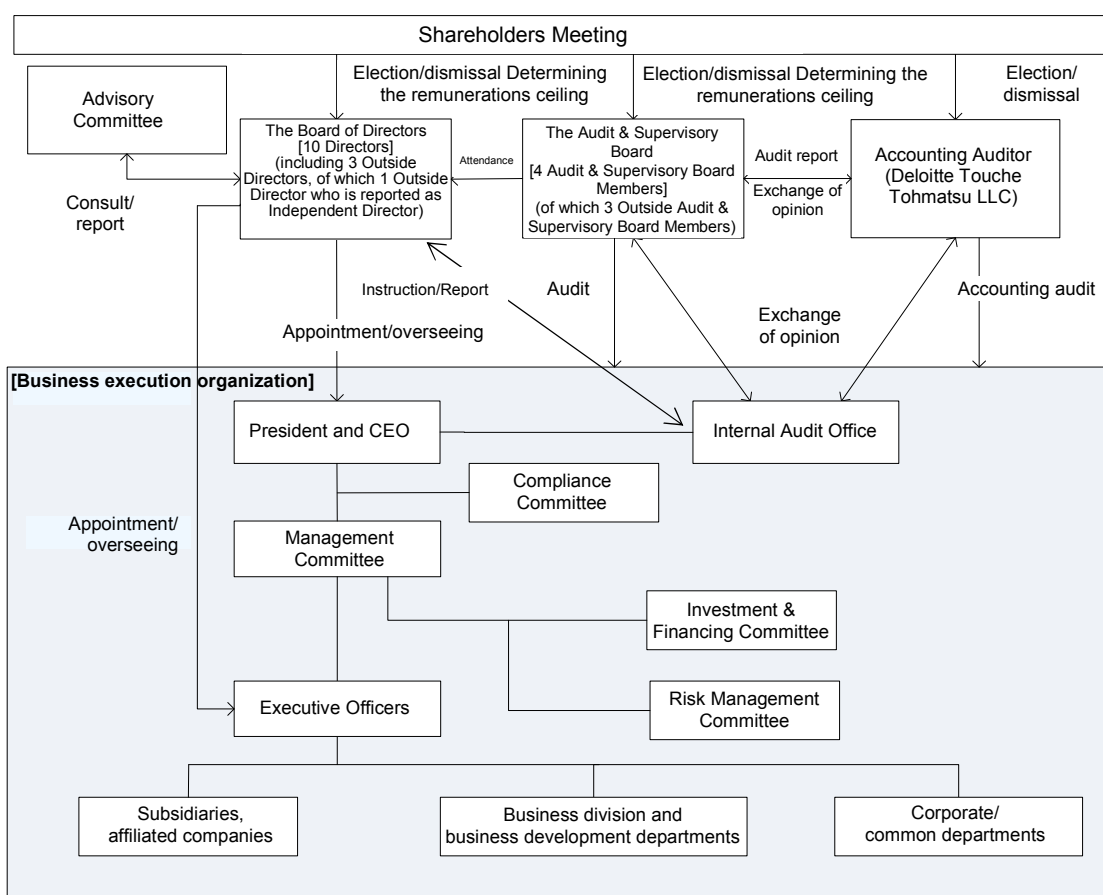 Shareholders Meeting
Election/dismissal Determining
the remunerations ceiling
Election/dismissal Determining the
remunerations ceiling
Election/
dismissal
Advisory
Committee
The Board of Directors
[10 Directors]
(including 3 Outside
Directors, of which 1 Outside
Director who is reported as
Independent Director)
Attendance
The Audit & Supervisory
Board
[4 Audit & Supervisory Board
Members]
(of which 3 Outside Audit &
Supervisory Board Members)
Audit report
Exchange of
opinion
Accounting Auditor
(Deloitte Touche
Tohmatsu LLC)
Consult/
report
Instruction/Report
Audit
Accounting audit
Appointment/overseeing
Exchange
of opinion
[Business execution organization]
President and CEO
Internal Audit Office
Compliance
Committee
Appointment/
overseeing
Management
Committee
Investment &
Financing Committee
Executive Officers
Risk Management
Committee
Subsidiaries,
affiliated companies
Business division and
business development departments
Corporate/
common departments